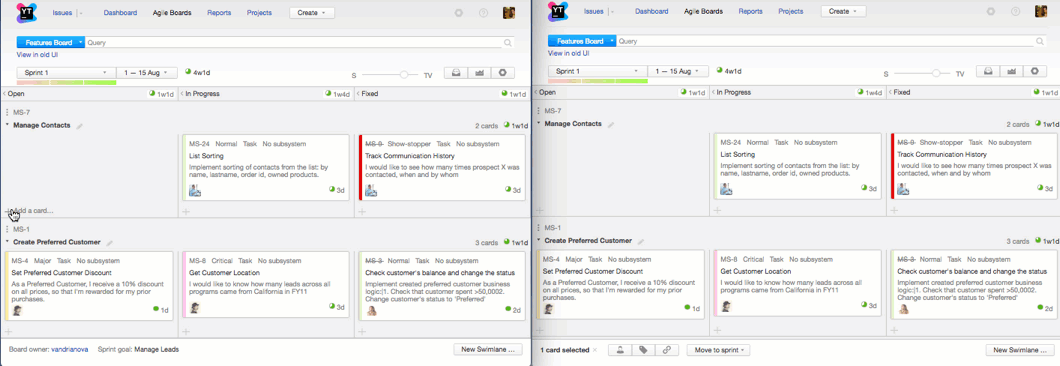 YT
Issues
Dashboard
Agile Boards
Reports
Projects
Create
Features Board
Query
View in old UI
Sprint 1
1 — 15 Aug
4w1d
S
TV
Open
1w1d
In Progress
1w4d
Fixed
1w1d
MS-7
Manage Contacts
2 cards
1w1d
MS-24 Normal Task No subsystem
List Sorting
Implement sorting of contacts from the list: by
name, lastname, order id, owned products.
3d
MS-9 Show-stopper Task No subsystem
Track Communication History
I would like to see how many times prospect X was
contacted, when and by whom
3d
Add a card...
MS-1
Create Preferred Customer
3 cards
1w1d
MS-4 Major Task No subsystem
Set Preferred Customer Discount
As a Preferred Customer, I receive a 10% discount
on all prices, so that I'm rewarded for my prior
purchases.
1d
MS-8 Critical Task No subsystem
Get Customer Location
I would like to know how many leads across all
programs came from California in FY11
3d
MS-3 Normal Task No subsystem
Check customer's balance and change the status
Implement created preferred customer business
logic:|1. Check that customer spent >50,0002.
Change customer's status to 'Preferred'
2d
Board owner: vandrianova Sprint goal: Manage Leads
New Swimlane ...
YT
Issues
Dashboard
Agile Boards
Reports
Projects
Create
Features Board
Query
View in old UI
Sprint 1
1 — 15 Aug
4w1d
S
TV
Open
1w1d
In Progress
1w4d
Fixed
1w1d
MS-7
Manage Contacts
2 cards
1w1d
MS-24 Normal Task No subsystem
List Sorting
Implement sorting of contacts from the list: by
name, lastname, order id, owned products.
3d
MS-9 Show-stopper Task No subsystem
Track Communication History
I would like to see how many times prospect X was
contacted, when and by whom
3d
MS-1
Create Preferred Customer
3 cards
1w1d
MS-4 Major Task No subsystem
Set Preferred Customer Discount
As a Preferred Customer, I receive a 10% discount
on all prices, so that I'm rewarded for my prior
purchases.
1d
MS-8 Critical Task No subsystem
Get Customer Location
I would like to know how many leads across all
programs came from California in FY11
3d
MS-3 Normal Task No subsystem
Check customer's balance and change the status
Implement created preferred customer business
logic:|1. Check that customer spent >50,0002.
Change customer's status to 'Preferred'
2d
1 card selected
Move to sprint
New Swimlane ...